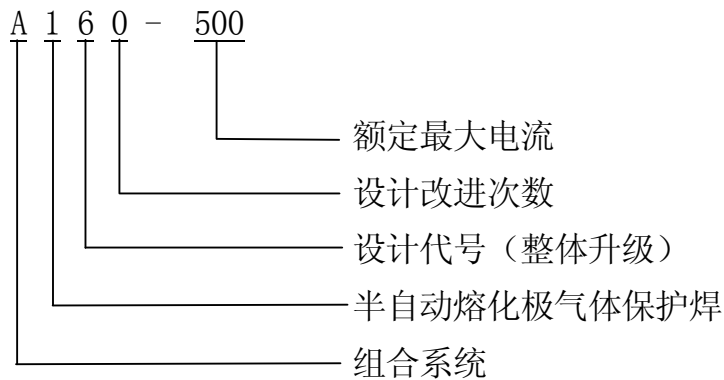 A 1 6 0 - 500
额定最大电流
设计改进次数
设计代号（整体升级）
半自动熔化极气体保护焊
组合系统